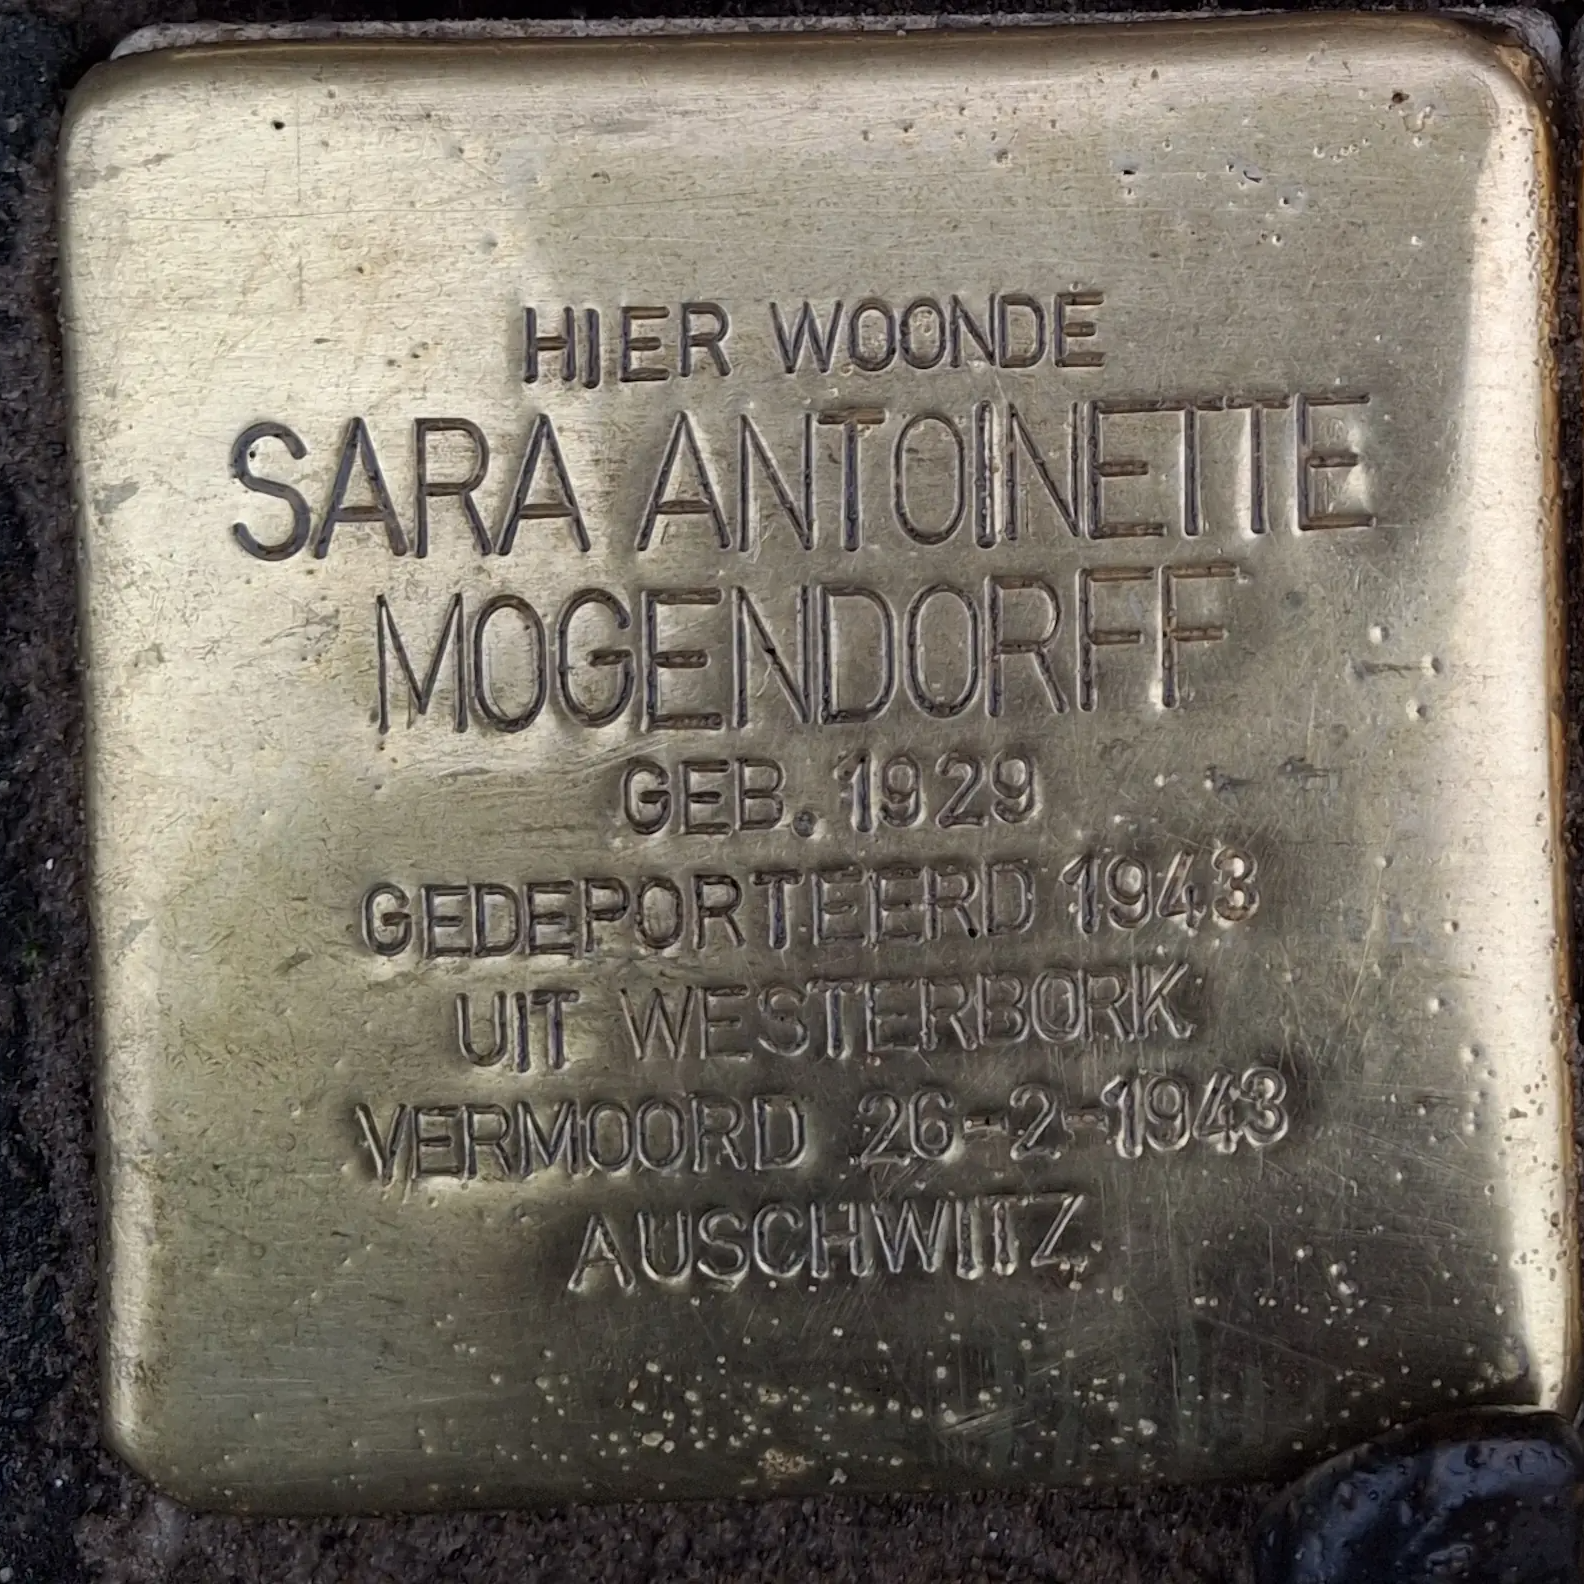 HIER WOONDE
SARA ANTOINETTE
MOGENDORFF
GEB. 1929
GEDEPORTEERD 1943
UIT WESTERBORK
VERMOORD 26-2-1943
AUSCHWITZ